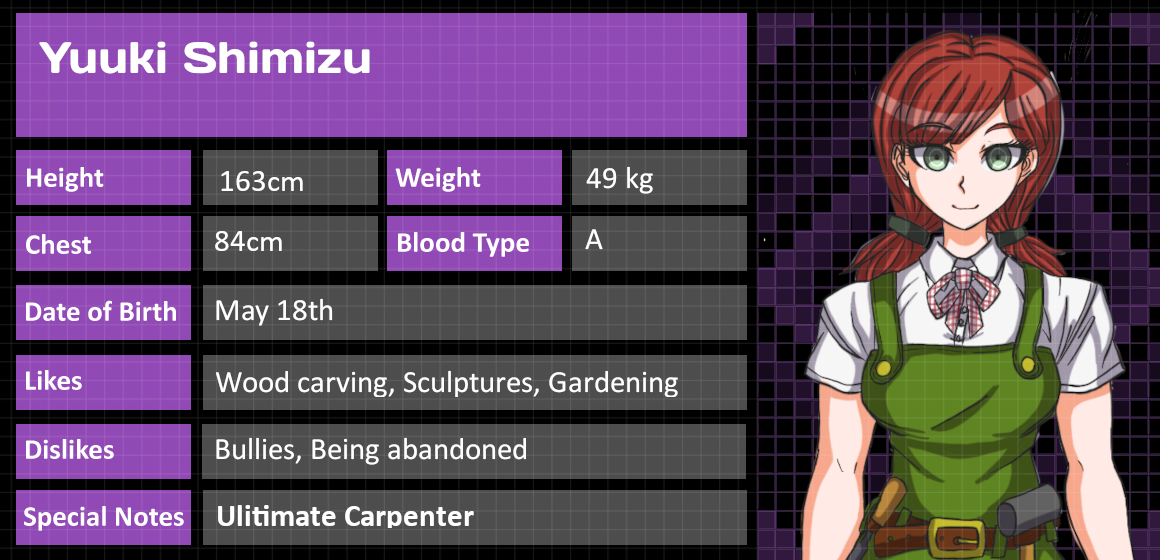 Yuuki Shimizu
Height 163cm Weight 49 kg
Chest 84cm Blood Type A
Date of Birth May 18th
Likes Wood carving, Sculptures, Gardening
Dislikes Bullies, Being abandoned
Special Notes Ulitimate Carpenter